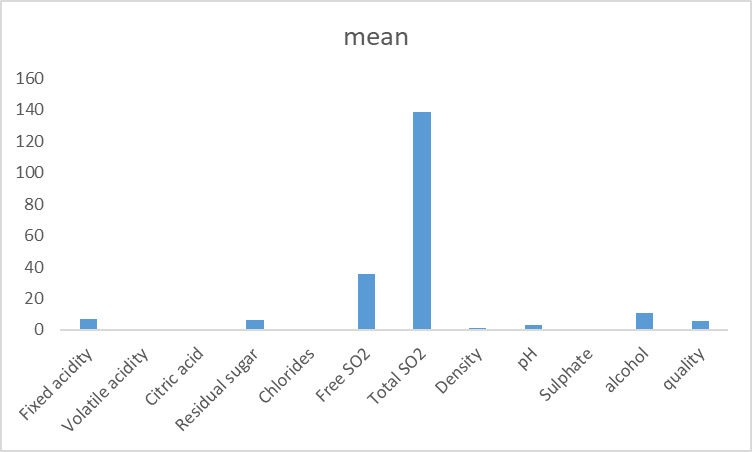 mean
160
140
120
100
80
60
40
20
0
Fixed acidity
Volatile acidity
Citric acid
Residual sugar
Chlorides
Free SO2
Total SO2
Density
pH
Sulphate
alcohol
quality